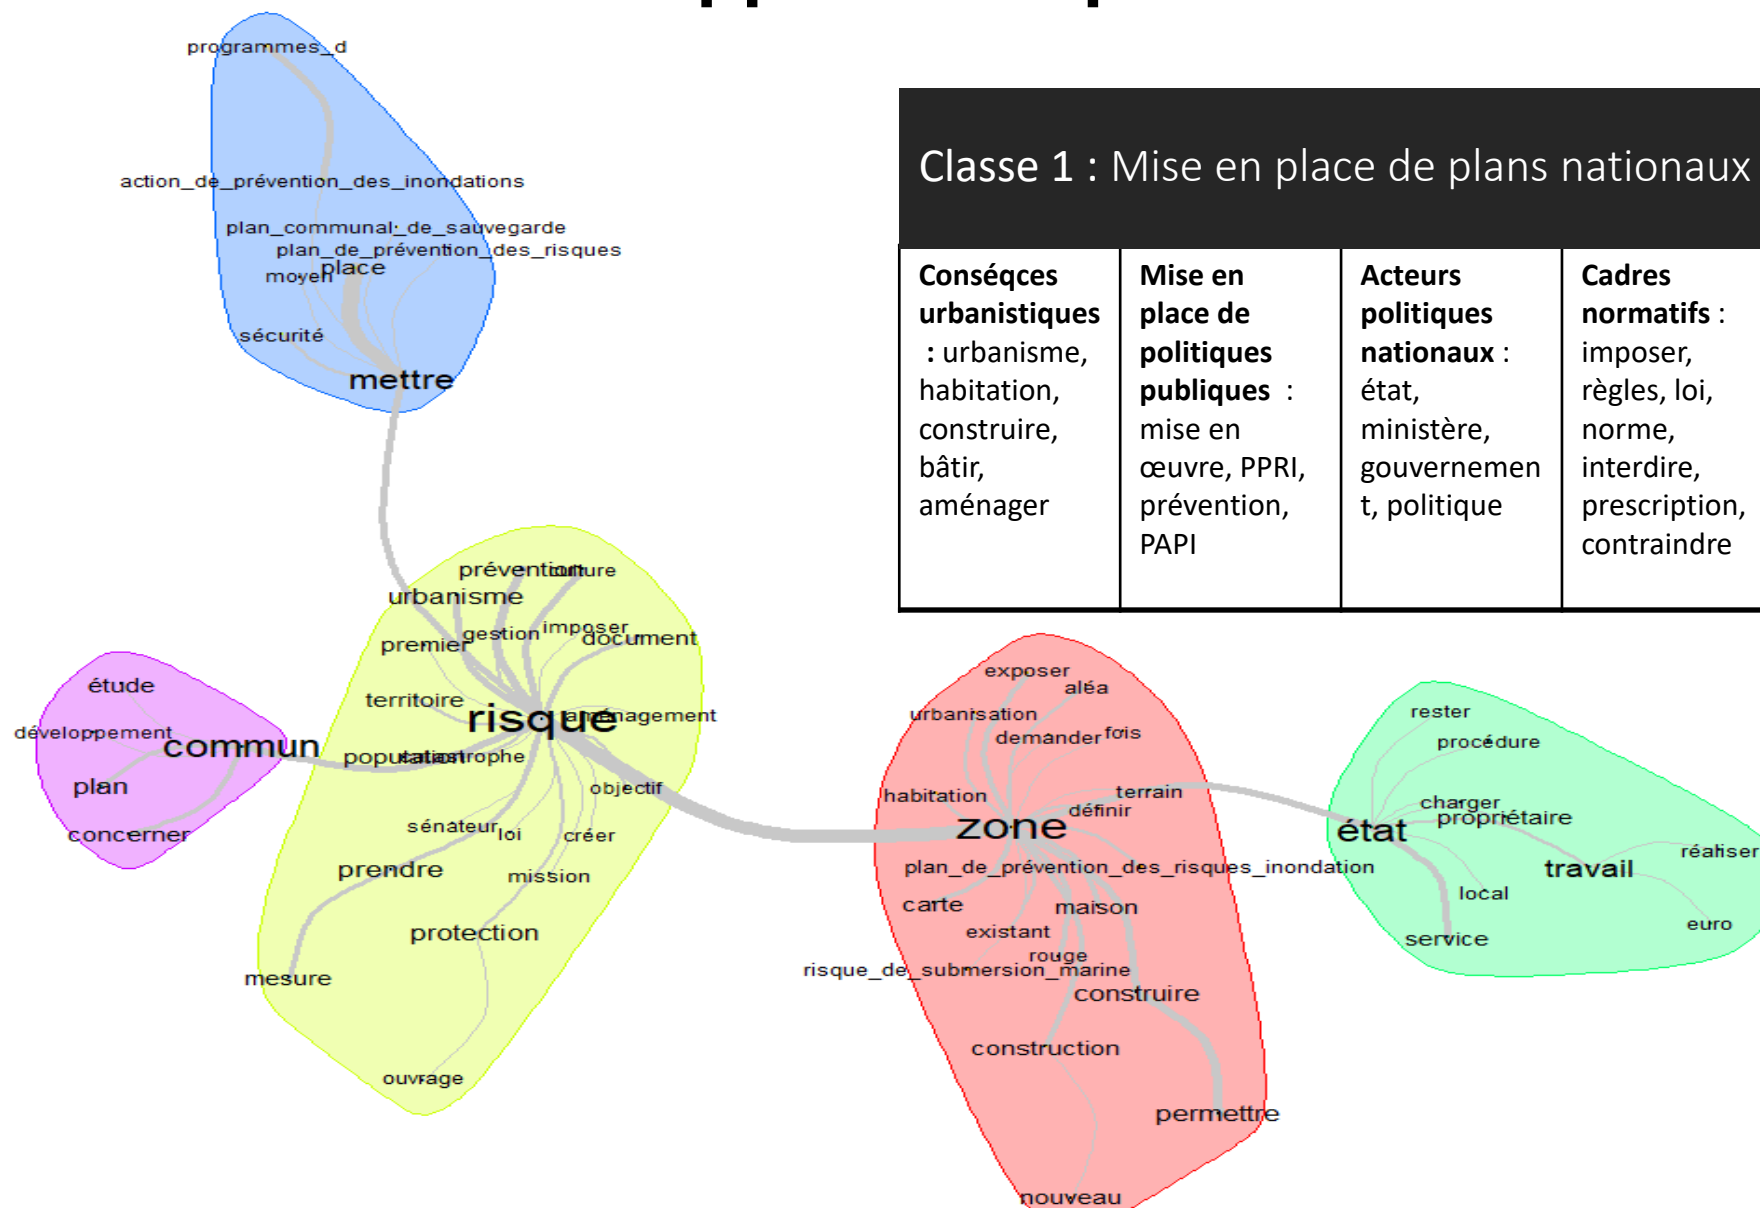 programmes_d
action_de_prévention_des_inondations
plan_communal_de_sauvegarde
plan_de_prévention_des_risques
place
moyen
sécurité
mettre
Classe 1 : Mise en place de plans nationaux
Conséqces
urbanistiques
: urbanisme,
habitation,
construire,
bâtir,
aménager
Mise en
place de
politiques
publiques :
mise en
œuvre, PPRI,
prévention,
PAPI
Acteurs
politiques
nationaux :
état,
ministère,
gouvernemen
t, politique
Cadres
normatifs :
imposer,
règles, loi,
norme,
interdire,
prescription,
contraindre
prévention
culture
urbanisme
premier
gestion
imposer
document
territoire
risque
aménagement
population
catastrophe
objectif
sénateur
loi
créer
prendre
mission
protection
mesure
ouvrage
étude
développement
commun
plan
concerner
exposer
aléa
urbanisation
demander
fois
habitation
terrain
définir
zone
plan_de_prévention_des_risques_inondation
carte
maison
existant
rouge
risque_de_submersion_marine
construire
construction
permettre
nouveau
rester
procédure
charger
propriétaire
état
travail
réaliser
local
euro
service